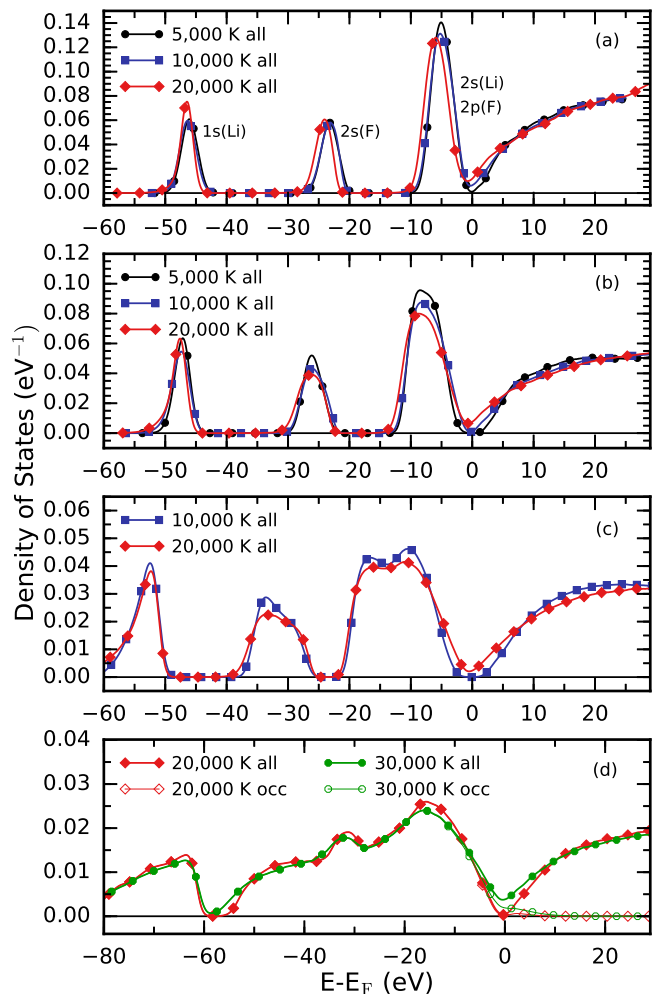 Density of States (eV⁻¹)
0.14
0.12
0.10
0.08
0.06
0.04
0.02
0.00
5,000 K all
10,000 K all
20,000 K all
(a)
1s(Li)
2s(F)
2s(Li)
2p(F)
−60 −50 −40 −30 −20 −10 0 10 20
0.12
0.10
0.08
0.06
0.04
0.02
0.00
5,000 K all
10,000 K all
20,000 K all
(b)
−60 −50 −40 −30 −20 −10 0 10 20
0.06
0.05
0.04
0.03
0.02
0.01
0.00
10,000 K all
20,000 K all
(c)
−60 −50 −40 −30 −20 −10 0 10 20
0.04
0.03
0.02
0.01
0.00
20,000 K all
20,000 K occ
30,000 K all
30,000 K occ
(d)
−80 −60 −40 −20 0 20
E-E_F (eV)